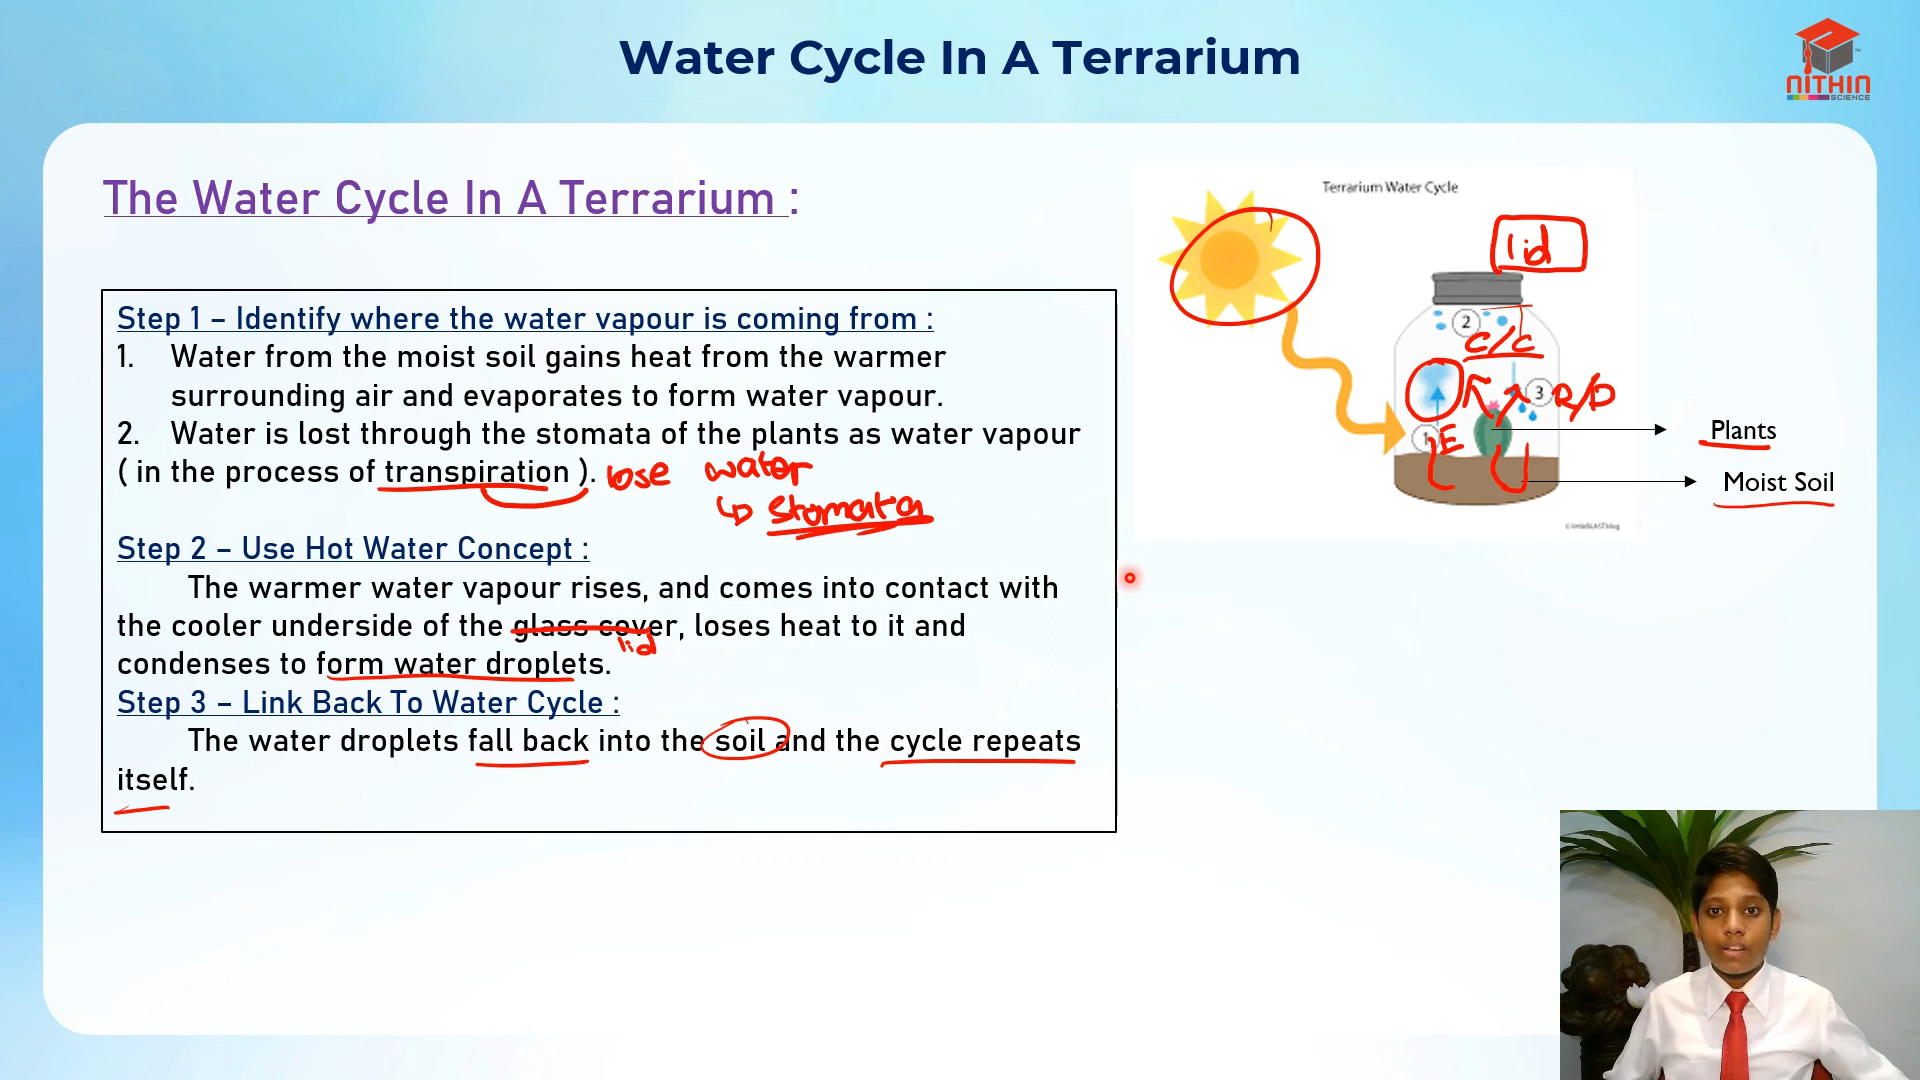 Water Cycle In A Terrarium
NITHIN
SCIENCE
The Water Cycle In A Terrarium :
Step 1 – Identify where the water vapour is coming from :
1. Water from the moist soil gains heat from the warmer
surrounding air and evaporates to form water vapour.
2. Water is lost through the stomata of the plants as water vapour
( in the process of transpiration ). lose water
↳ stomata
Step 2 – Use Hot Water Concept :
The warmer water vapour rises, and comes into contact with
the cooler underside of the glass cover, loses heat to it and
lid
condenses to form water droplets.
Step 3 – Link Back To Water Cycle :
The water droplets fall back into the soil and the cycle repeats
itself.
Terrarium Water Cycle
lid
2
C/C
3 R/P
1 E
Plants
Moist Soil